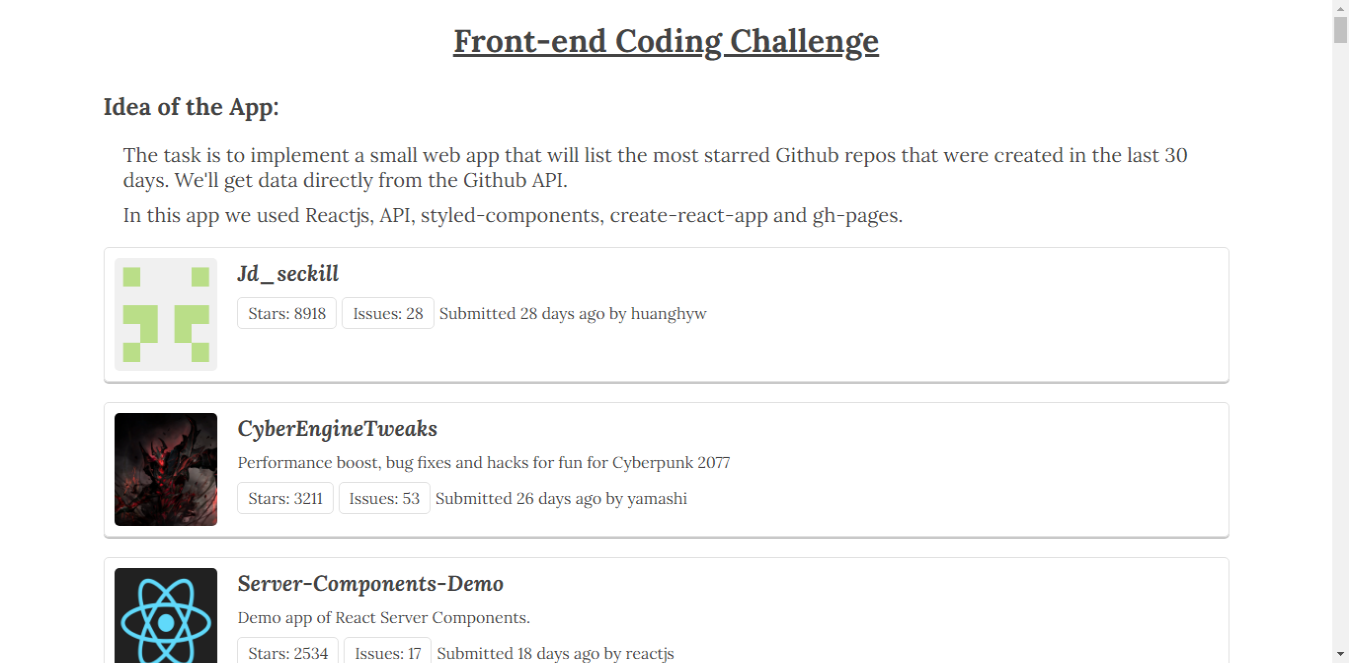 Front-end Coding Challenge
Idea of the App:
The task is to implement a small web app that will list the most starred Github repos that were created in the last 30
days. We'll get data directly from the Github API.
In this app we used Reactjs, API, styled-components, create-react-app and gh-pages.
Jd_seckill
Stars: 8918 Issues: 28 Submitted 28 days ago by huanghyw
CyberEngineTweaks
Performance boost, bug fixes and hacks for fun for Cyberpunk 2077
Stars: 3211 Issues: 53 Submitted 26 days ago by yamashi
Server-Components-Demo
Demo app of React Server Components.
Stars: 2534 Issues: 17 Submitted 18 days ago by reactjs